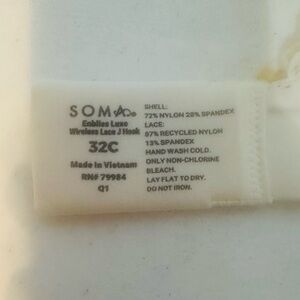 SOMA
Enbliss Luxe
Wireless Lace J Hook
32C
Made in Vietnam
RN# 79984
Q1
SHELL:
72% NYLON 28% SPANDEX
LACE:
87% RECYCLED NYLON
13% SPANDEX
HAND WASH COLD.
ONLY NON-CHLORINE
BLEACH.
LAY FLAT TO DRY.
DO NOT IRON.